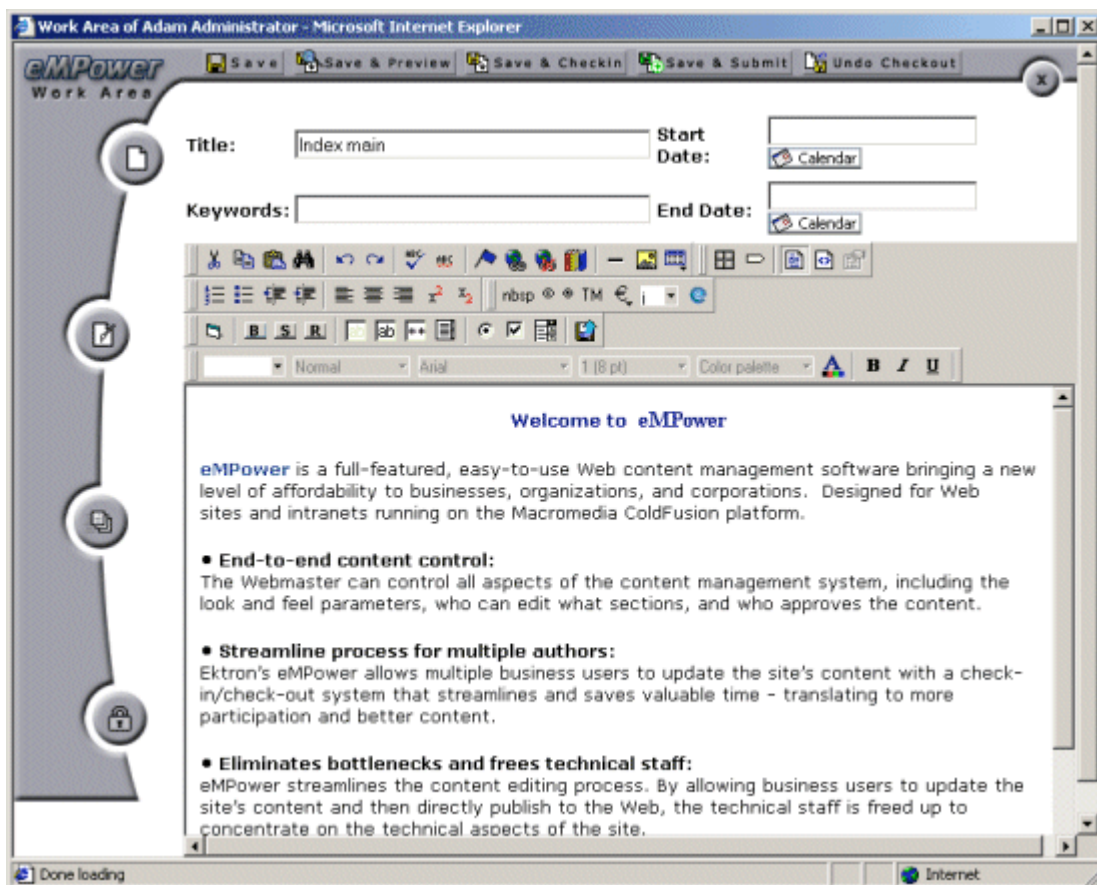 Work Area of Adam Administrator - Microsoft Internet Explorer
eMPower
Work Area
Save Save & Preview Save & Checkin Save & Submit Undo Checkout
x
Title: Index main Start Date:
Calendar
Keywords: End Date:
Calendar
ABC ABC
x² x₂ nbsp ® © TM €
B S R ab ab
Normal Arial 1 (8 pt) Color palette A B I U
Welcome to eMPower
eMPower is a full-featured, easy-to-use Web content management software bringing a new
level of affordability to businesses, organizations, and corporations. Designed for Web
sites and intranets running on the Macromedia ColdFusion platform.
• End-to-end content control:
The Webmaster can control all aspects of the content management system, including the
look and feel parameters, who can edit what sections, and who approves the content.
• Streamline process for multiple authors:
Ektron's eMPower allows multiple business users to update the site's content with a check-
in/check-out system that streamlines and saves valuable time – translating to more
participation and better content.
• Eliminates bottlenecks and frees technical staff:
eMPower streamlines the content editing process. By allowing business users to update the
site's content and then directly publish to the Web, the technical staff is freed up to
concentrate on the technical aspects of the site.
Done loading Internet